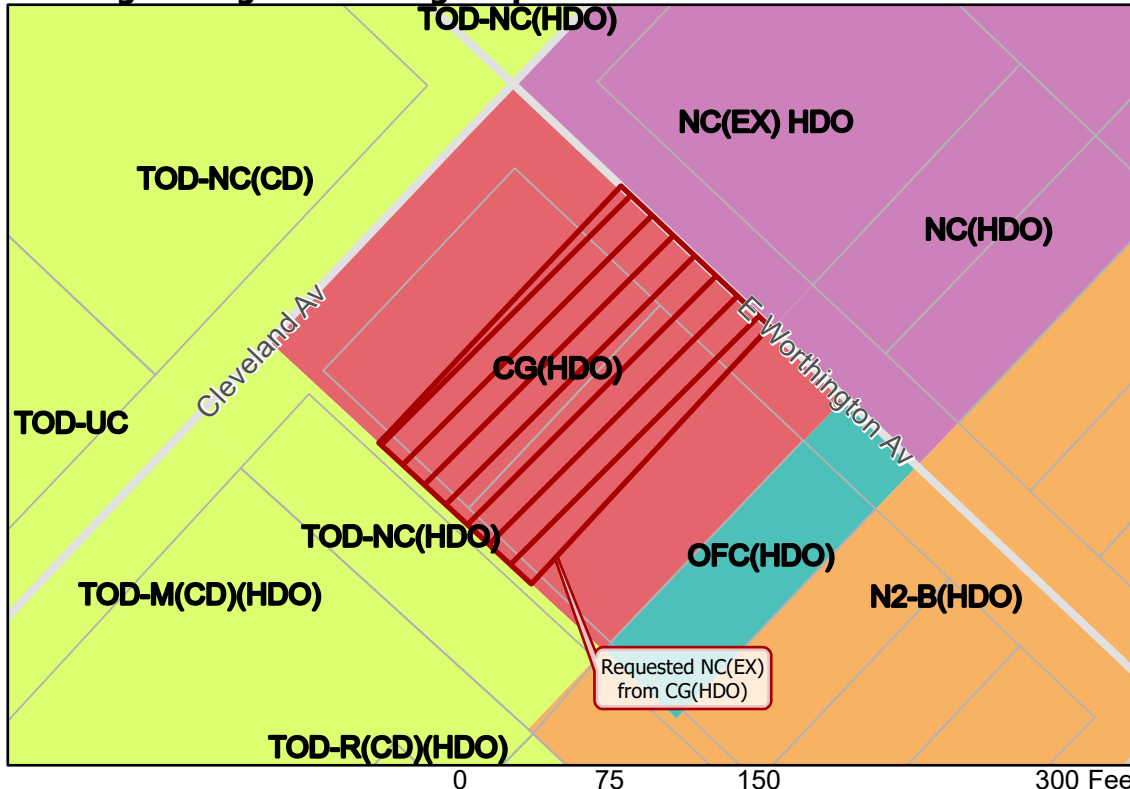 TOD-NC(HDO)
NC(EX) HDO
TOD-NC(CD)
NC(HDO)
Cleveland Av
E Worthington Av
CG(HDO)
TOD-UC
TOD-NC(HDO)
OFC(HDO)
TOD-M(CD)(HDO)
N2-B(HDO)
Requested NC(EX)
from CG(HDO)
TOD-R(CD)(HDO)
0 75 150 300 Fee